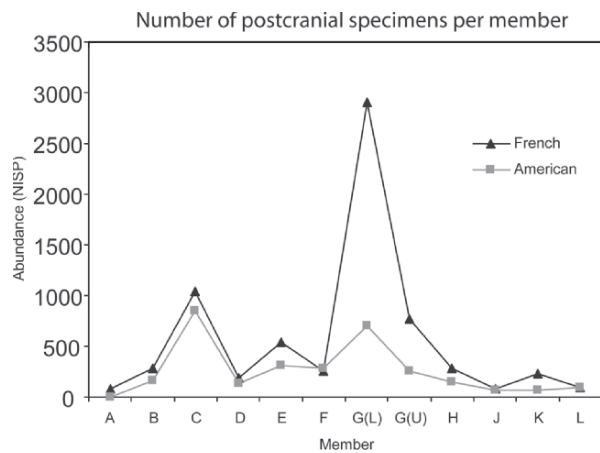 Number of postcranial specimens per member
3500
3000
2500
2000
1500
1000
500
0
Abundance (NISP)
French
American
A B C D E F G(L) G(U) H J K L
Member